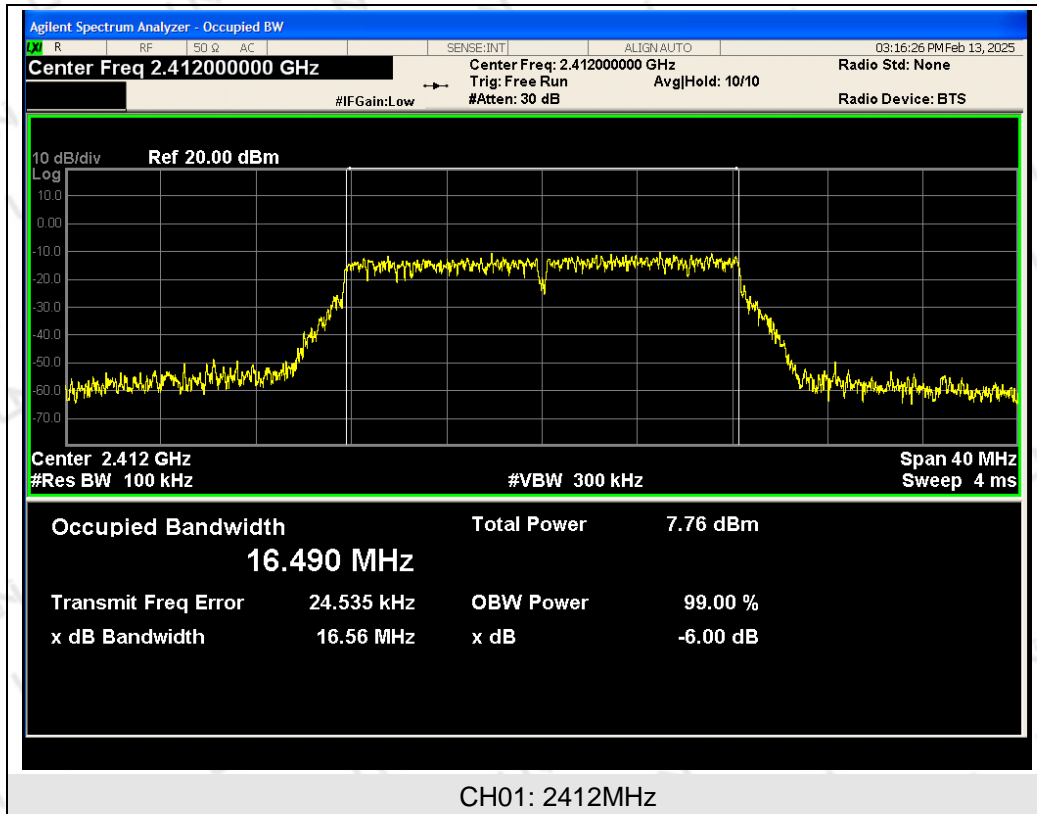 Agilent Spectrum Analyzer - Occupied BW
LXI R RF 50 Ω AC SENSE:INT ALIGN AUTO 03:16:26 PM Feb 13, 2025
Center Freq 2.412000000 GHz Center Freq: 2.412000000 GHz Radio Std: None
Trig: Free Run Avg|Hold: 10/10
#IFGain:Low #Atten: 30 dB Radio Device: BTS
10 dB/div Ref 20.00 dBm
Log
10.0
0.00
-10.0
-20.0
-30.0
-40.0
-50.0
-60.0
-70.0
Center 2.412 GHz Span 40 MHz
#Res BW 100 kHz #VBW 300 kHz Sweep 4 ms
Occupied Bandwidth Total Power 7.76 dBm
16.490 MHz
Transmit Freq Error 24.535 kHz OBW Power 99.00 %
x dB Bandwidth 16.56 MHz x dB -6.00 dB
CH01: 2412MHz